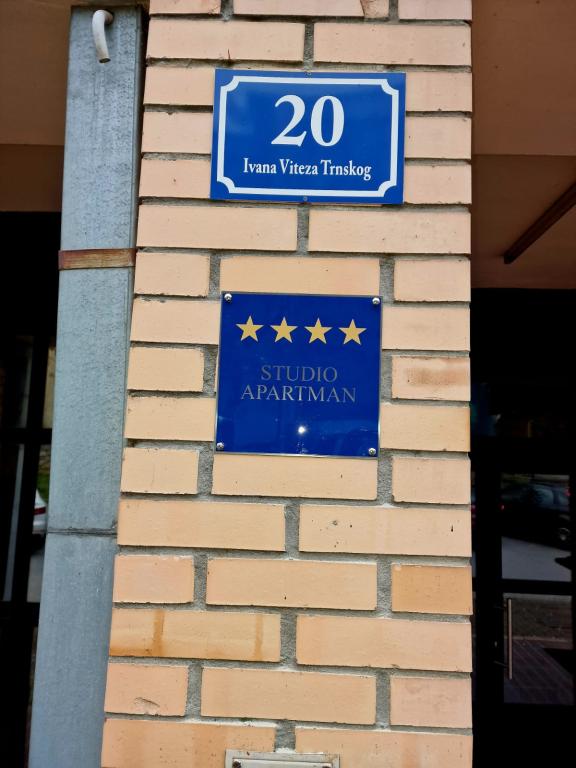 20
Ivana Viteza Trnskog
STUDIO
APARTMAN